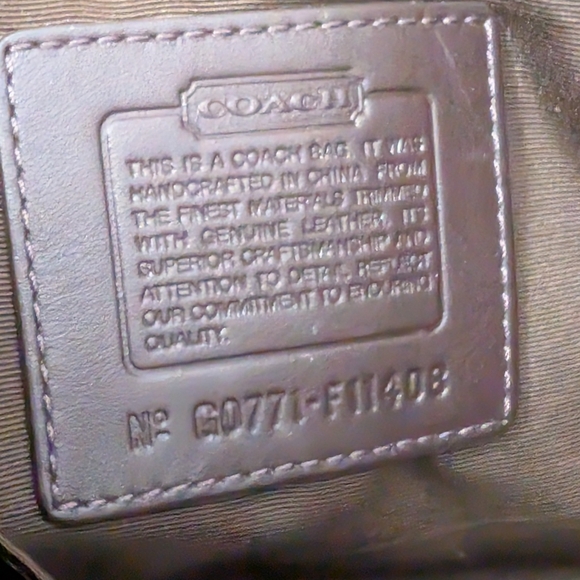 COACH
THIS IS A COACH BAG. IT WAS
HANDCRAFTED IN CHINA FROM
THE FINEST MATERIALS TRIMMED
WITH GENUINE LEATHER. ITS
SUPERIOR CRAFTSMANSHIP AND
ATTENTION TO DETAIL REFLECT
OUR COMMITMENT TO ENDURING
QUALITY.
Nº G077L-F11408